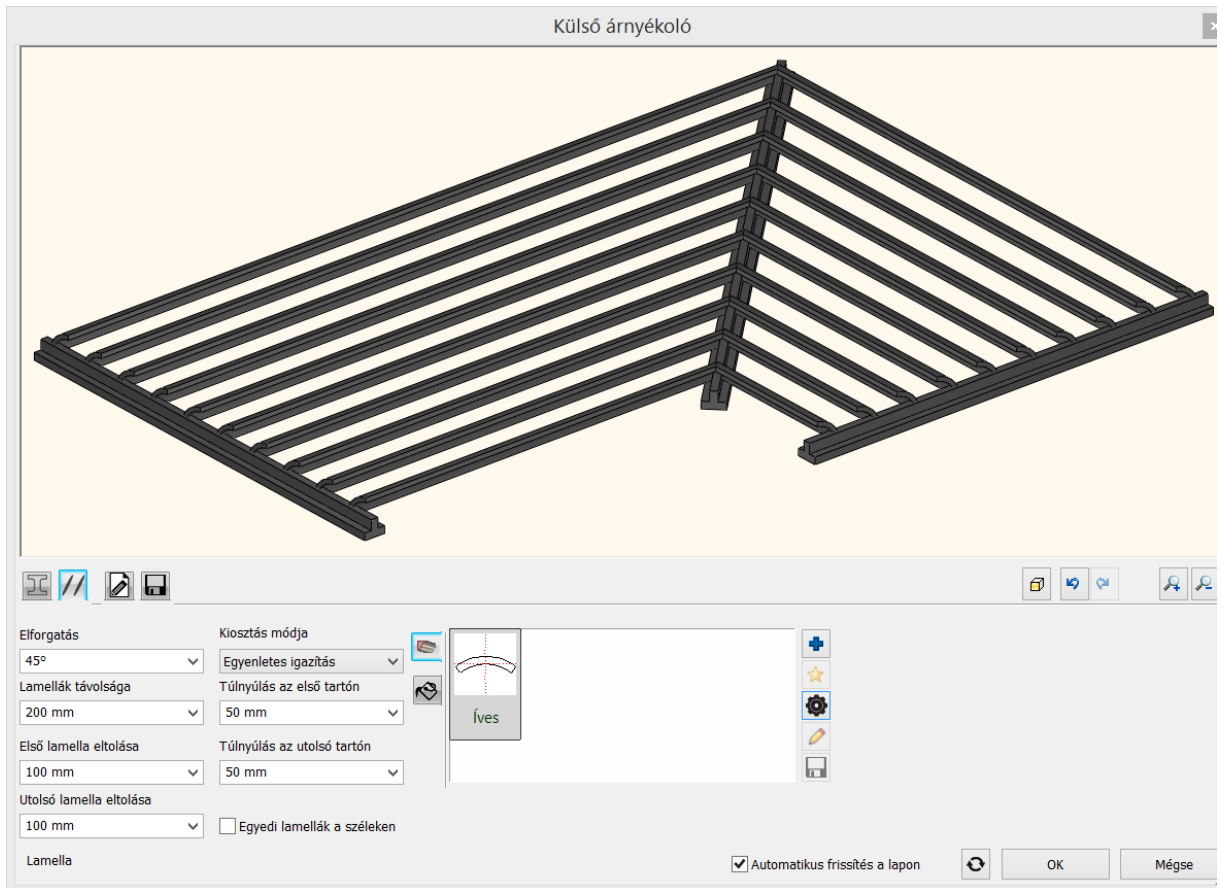 Külső árnyékoló
Elforgatás
45°
Kiosztás módja
Egyenletes igazítás
Lamellák távolsága
200 mm
Túlnyúlás az első tartón
50 mm
Első lamella eltolása
100 mm
Túlnyúlás az utolsó tartón
50 mm
Utolsó lamella eltolása
100 mm
Egyedi lamellák a széleken
Íves
Lamella
Automatikus frissítés a lapon
OK
Mégse